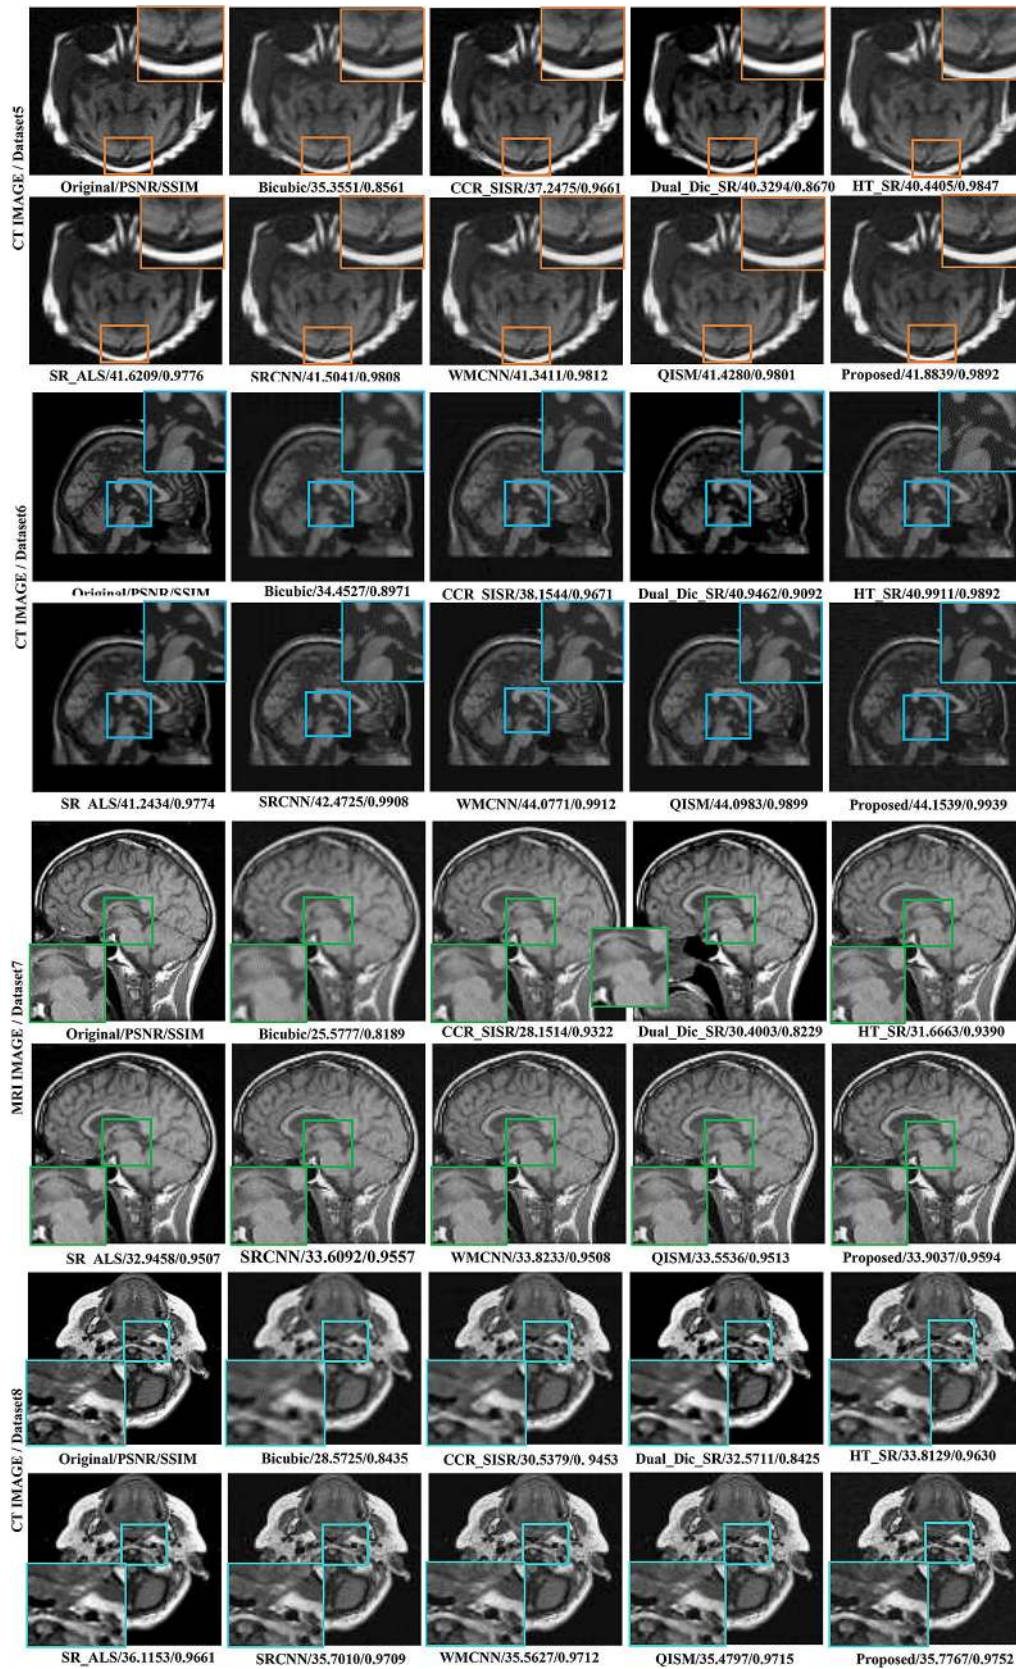 CT IMAGE / Dataset5
Original/PSNR/SSIM
Bicubic/35.3551/0.8561
CCR_SISR/37.2475/0.9661
Dual_Dic_SR/40.3294/0.8670
HT_SR/40.4405/0.9847
SR_ALS/41.6209/0.9776
SRCNN/41.5041/0.9808
WMCNN/41.3411/0.9812
QISM/41.4280/0.9801
Proposed/41.8839/0.9892
CT IMAGE / Dataset6
Original/PSNR/SSIM
Bicubic/34.4527/0.8971
CCR_SISR/38.1544/0.9671
Dual_Dic_SR/40.9462/0.9092
HT_SR/40.9911/0.9892
SR_ALS/41.2434/0.9774
SRCNN/42.4725/0.9908
WMCNN/44.0771/0.9912
QISM/44.0983/0.9899
Proposed/44.1539/0.9939
MRI IMAGE / Dataset7
Original/PSNR/SSIM
Bicubic/25.5777/0.8189
CCR_SISR/28.1514/0.9322
Dual_Dic_SR/30.4003/0.8229
HT_SR/31.6663/0.9390
SR_ALS/32.9458/0.9507
SRCNN/33.6092/0.9557
WMCNN/33.8233/0.9508
QISM/33.5536/0.9513
Proposed/33.9037/0.9594
CT IMAGE / Dataset8
Original/PSNR/SSIM
Bicubic/28.5725/0.8435
CCR_SISR/30.5379/0. 9453
Dual_Dic_SR/32.5711/0.8425
HT_SR/33.8129/0.9630
SR_ALS/36.1153/0.9661
SRCNN/35.7010/0.9709
WMCNN/35.5627/0.9712
QISM/35.4797/0.9715
Proposed/35.7767/0.9752